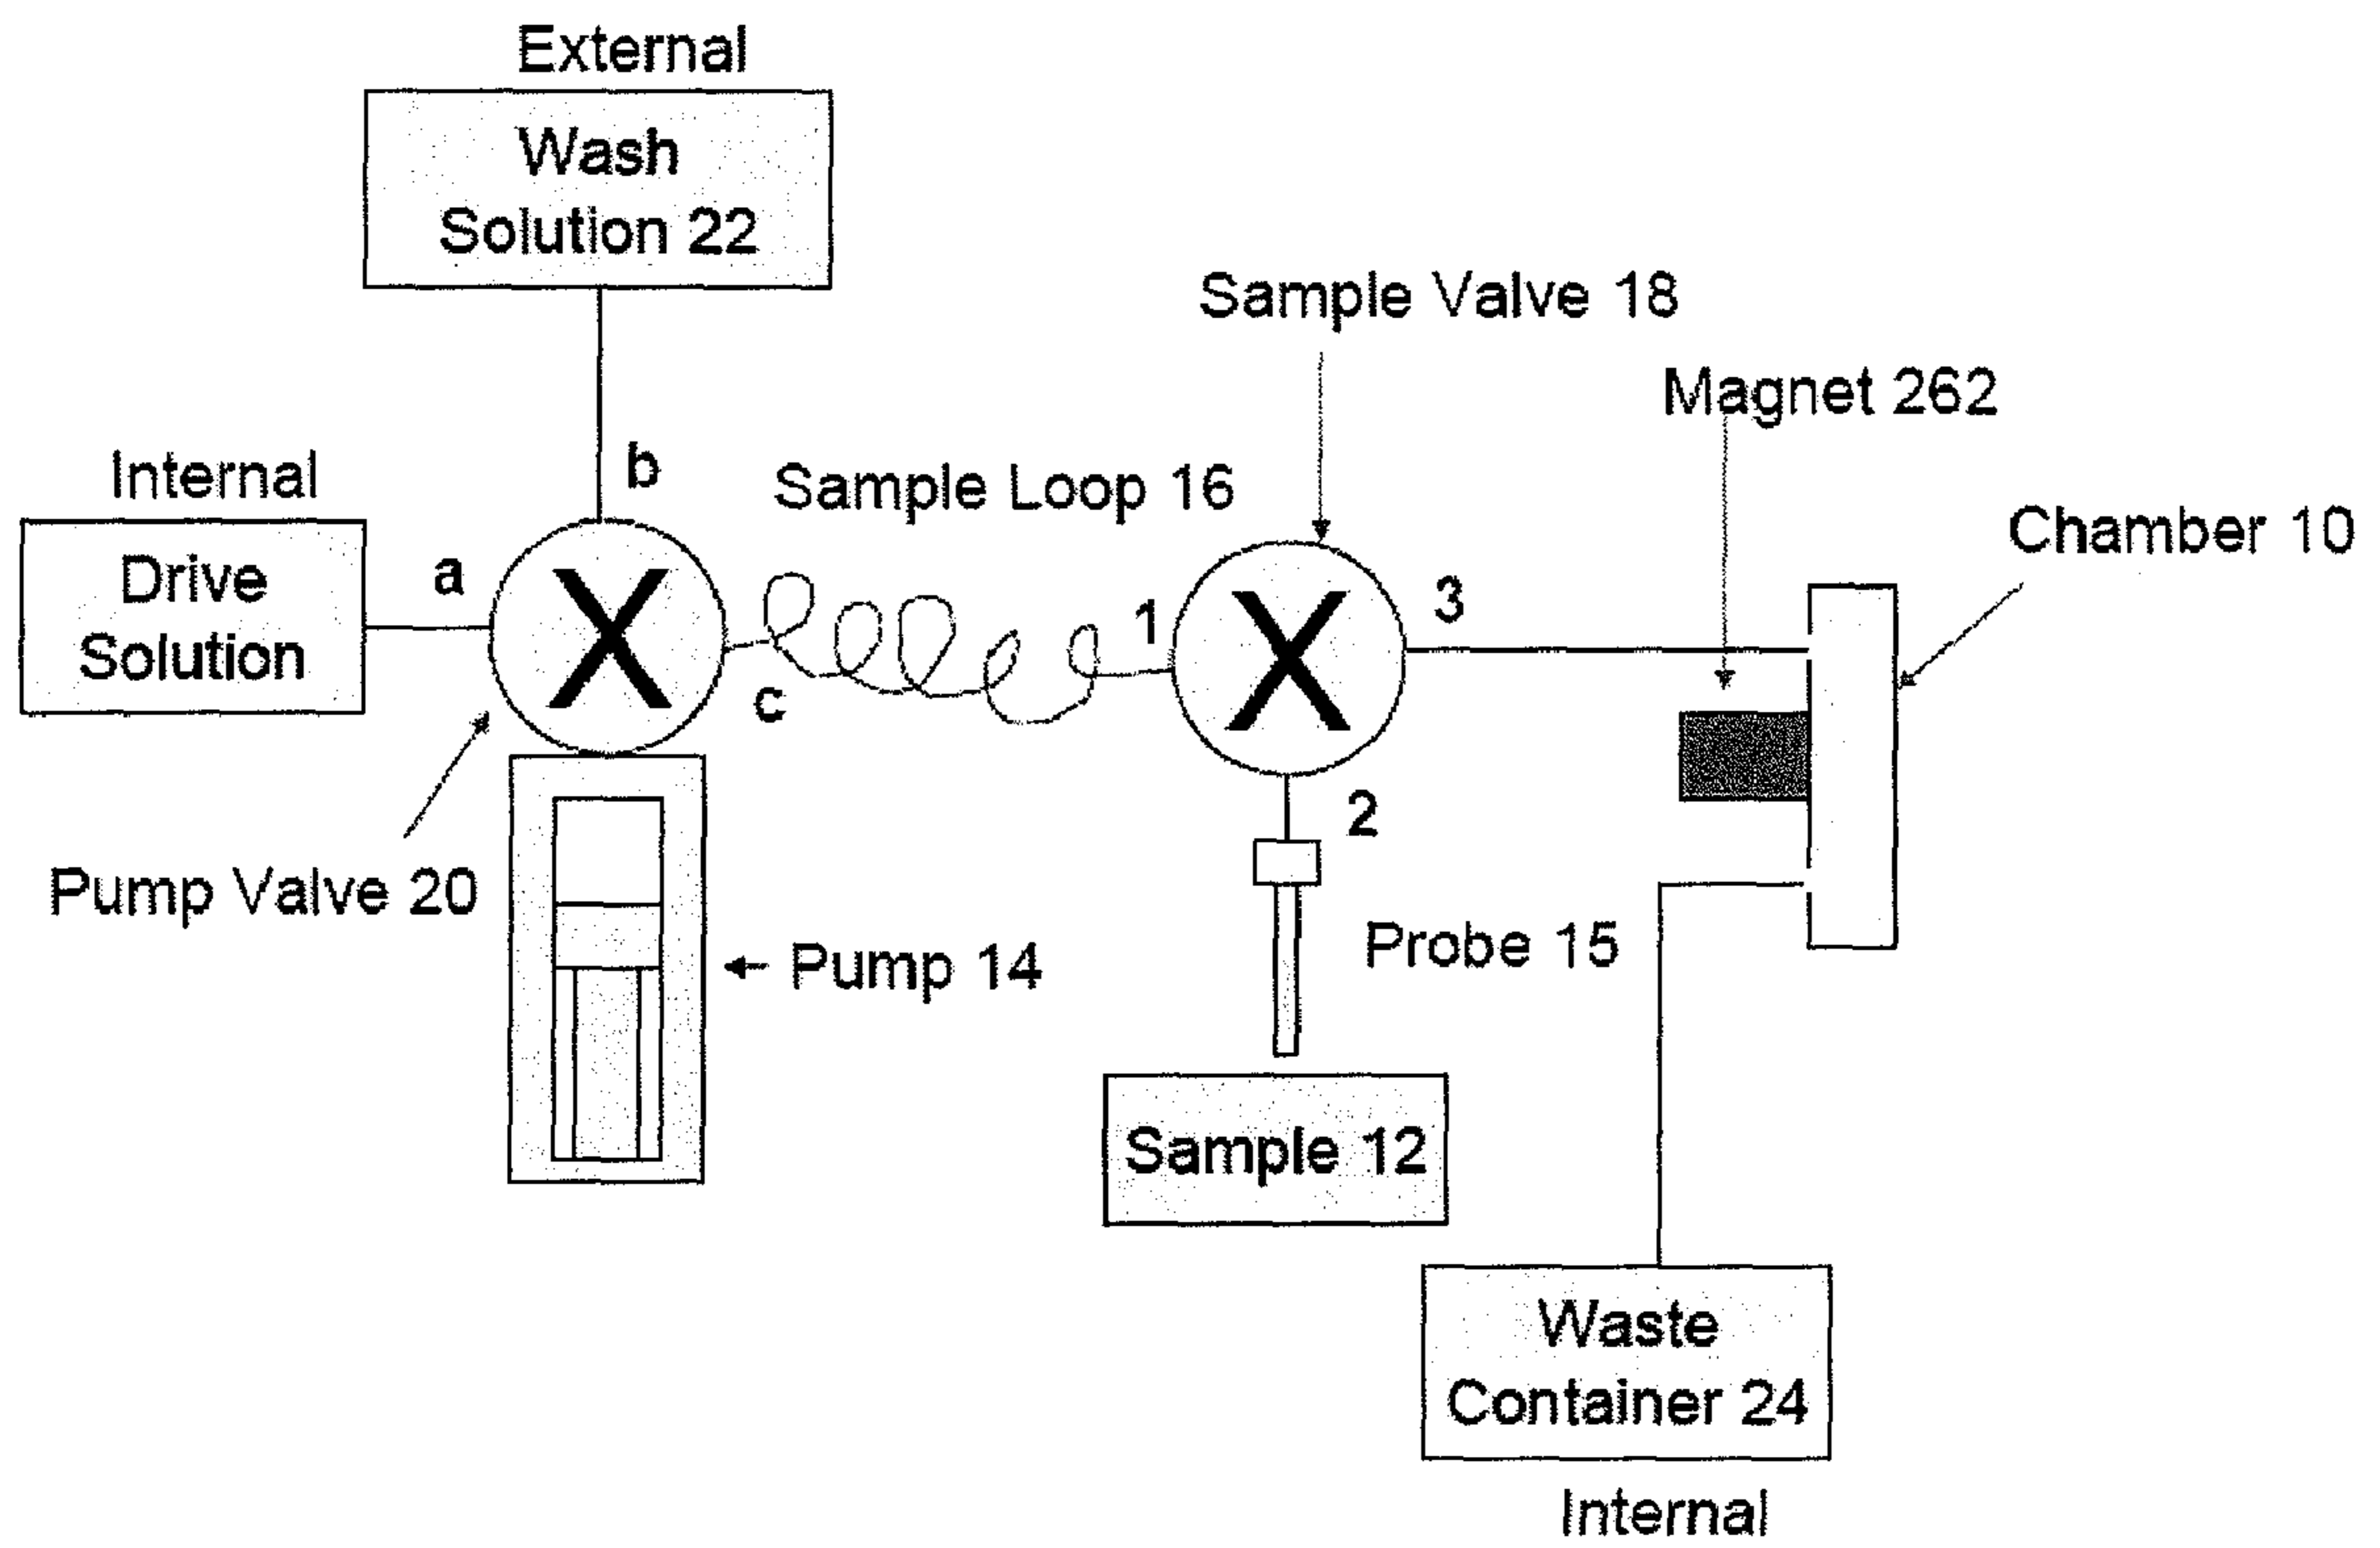 External
Wash
Solution 22
Sample Valve 18
Magnet 262
Internal
b
Sample Loop 16
Chamber 10
Drive
Solution
a
1
3
c
2
Pump Valve 20
Pump 14
Probe 15
Sample 12
Waste
Container 24
Internal